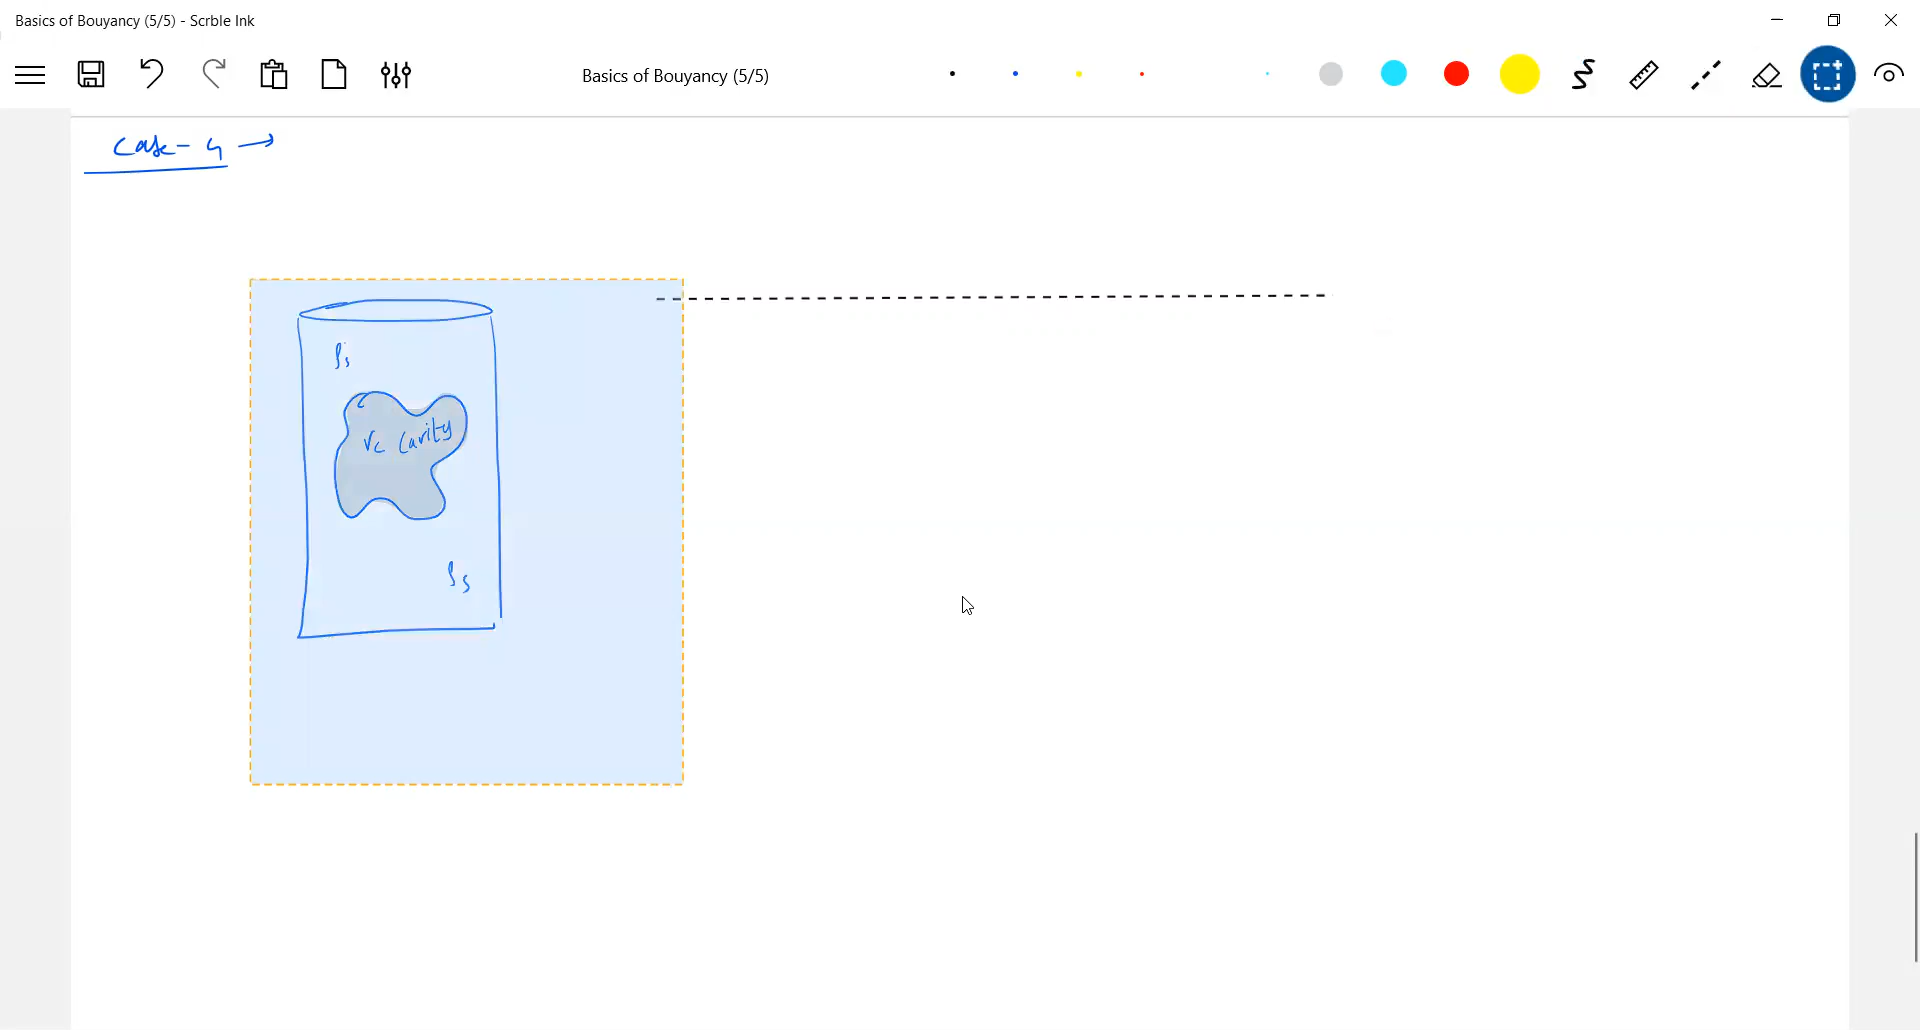 Basics of Bouyancy (5/5) - Scrble Ink
Basics of Bouyancy (5/5)
Case - 4 →
ρs
Vc Cavity
ρs